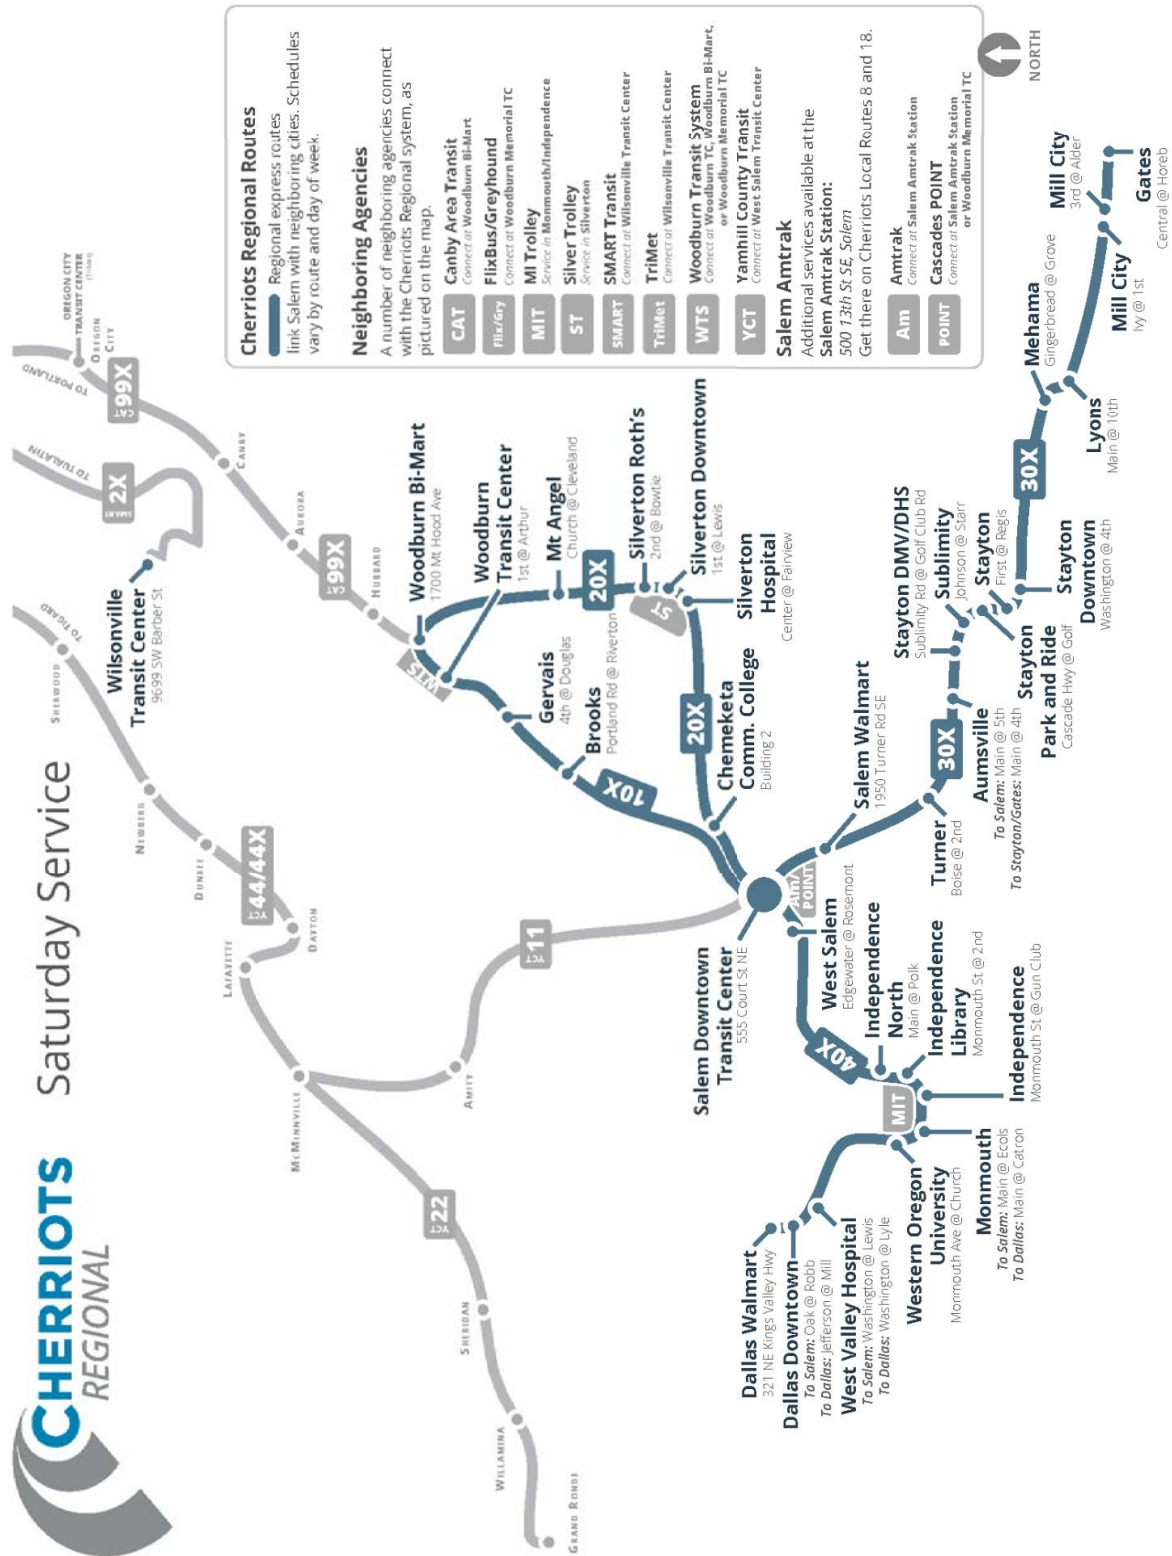 CHERRIOTS
REGIONAL
Saturday Service
Cherriots Regional Routes
Regional express routes
link Salem with neighboring cities. Schedules
vary by route and day of week.
Neighboring Agencies
A number of neighboring agencies connect
with the Cherriots Regional system, as
pictured on the map.
CAT
Canby Area Transit
Connect at Woodburn Bi-Mart
Flix/Gry
FlixBus/Greyhound
Connect at Woodburn Memorial TC
MIT
MI Trolley
Service in Monmouth/Independence
ST
Silver Trolley
Service in Silverton
SMART
SMART Transit
Connect at Wilsonville Transit Center
TriMet
TriMet
Connect at Wilsonville Transit Center
WTS
Woodburn Transit System
Connect at Woodburn TC, Woodburn Bi-Mart,
or Woodburn Memorial TC
YCT
Yamhill County Transit
Connect at West Salem Transit Center
Salem Amtrak
Additional services available at the
Salem Amtrak Station:
500 13th St SE, Salem
Get there on Cherriots Local Routes 8 and 18.
Am
Amtrak
Connect at Salem Amtrak Station
POINT
Cascades POINT
Connect at Salem Amtrak Station
or Woodburn Memorial TC
NORTH
OREGON CITY
TRANSIT CENTER
(TriMet)
OREGON
CITY
TO PORTLAND
CAT 99X
CANBY
AURORA
CAT 99X
HUBBARD
TO TUALATIN
SMART 2X
Wilsonville
Transit Center
9699 SW Barber St
TO TIGARD
SHERWOOD
NEWBERG
DUNDEE
YCT 44/44X
DAYTON
LAFAYETTE
MCMINNVILLE
YCT 11
AMITY
YCT 22
SHERIDAN
WILLAMINA
GRAND RONDE
WTS
Woodburn Bi-Mart
1700 Mt Hood Ave
Woodburn
Transit Center
1st @ Arthur
Mt Angel
Church @ Cleveland
20X
Silverton Roth's
2nd @ Bowtie
ST
Silverton Downtown
1st @ Lewis
Silverton
Hospital
Center @ Fairview
Gervais
4th @ Douglas
Brooks
Portland Rd @ Riverton
10X
20X
Chemeketa
Comm. College
Building 2
Salem Downtown
Transit Center
555 Court St NE
Am/
POINT
Salem Walmart
1950 Turner Rd SE
Turner
Boise @ 2nd
30X
Aumsville
To Salem: Main @ 5th
To Stayton/Gates: Main @ 4th
Stayton DMV/DHS
Sublimity Rd @ Golf Club Rd
Sublimity
Johnson @ Starr
Stayton
Park and Ride
Cascade Hwy @ Golf
Stayton
First @ Regis
Stayton
Downtown
Washington @ 4th
30X
Mehama
Gingerbread @ Grove
Lyons
Main @ 10th
Mill City
Ivy @ 1st
Mill City
3rd @ Alder
Gates
Central @ Horeb
West Salem
Edgewater @ Rosemont
40X
Independence
North
Main @ Polk
Independence
Library
Monmouth St @ 2nd
Independence
Monmouth St @ Gun Club
MIT
Monmouth
To Salem: Main @ Ecols
To Dallas: Main @ Catron
Western Oregon
University
Monmouth Ave @ Church
West Valley Hospital
To Salem: Washington @ Lewis
To Dallas: Washington @ Lyle
Dallas Downtown
To Salem: Oak @ Robb
To Dallas: Jefferson @ Mill
Dallas Walmart
321 NE Kings Valley Hwy